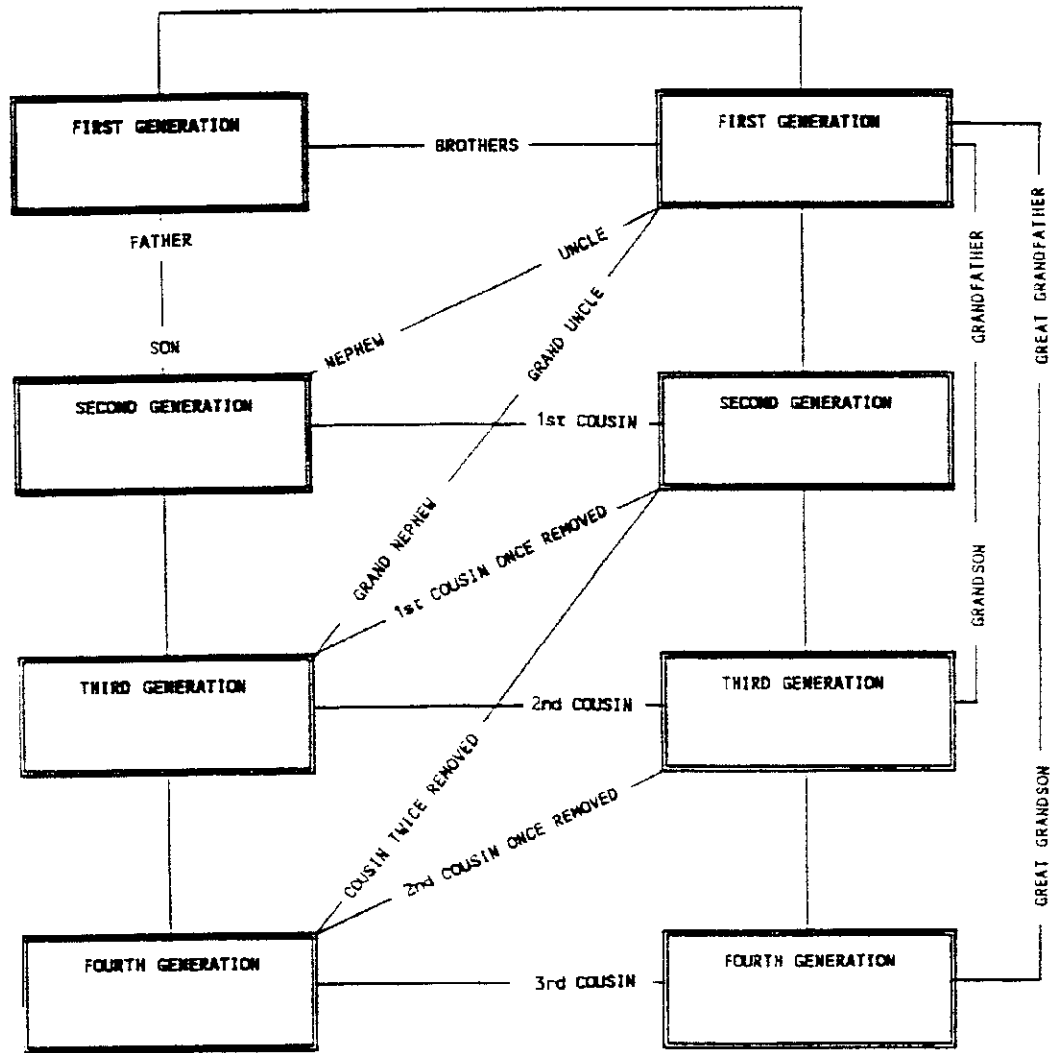 FIRST GENERATION
FIRST GENERATION
BROTHERS
FATHER
SON
UNCLE
NEPHEW
GRAND UNCLE
GRAND NEPHEW
GRANDFATHER
GRANDSON
GREAT GRANDFATHER
GREAT GRANDSON
SECOND GENERATION
1st COUSIN
SECOND GENERATION
1st COUSIN ONCE REMOVED
COUSIN TWICE REMOVED
THIRD GENERATION
2nd COUSIN
THIRD GENERATION
2nd COUSIN ONCE REMOVED
FOURTH GENERATION
3rd COUSIN
FOURTH GENERATION